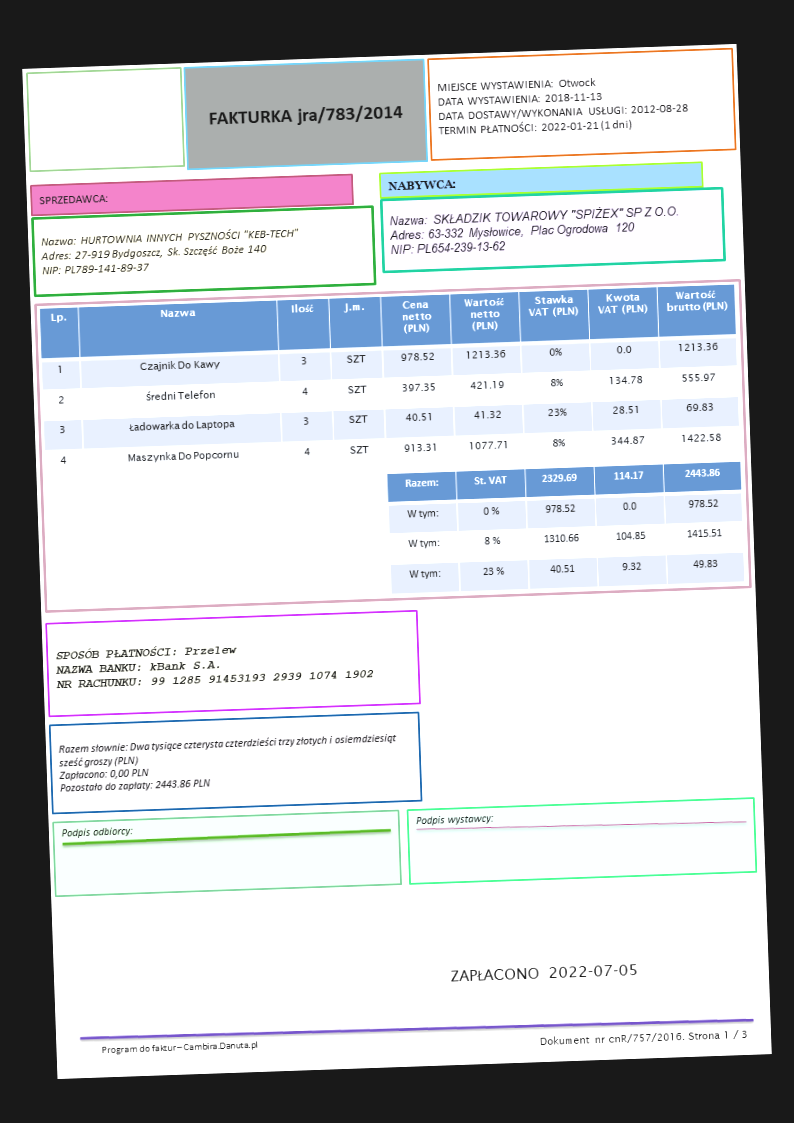 FAKTURKA jra/783/2014
MIEJSCE WYSTAWIENIA: Otwock
DATA WYSTAWIENIA: 2018-11-13
DATA DOSTAWY/WYKONANIA USŁUGI: 2012-08-28
TERMIN PŁATNOŚCI: 2022-01-21 (1 dni)
SPRZEDAWCA:
Nazwa: HURTOWNIA INNYCH PYSZNOŚCI "KEB-TECH"
Adres: 27-919 Bydgoszcz, Sk. Szczęść Boże 140
NIP: PL789-141-89-37
NABYWCA:
Nazwa: SKŁADZIK TOWAROWY "SPIŻEX" SP Z O.O.
Adres: 63-332 Mysłowice, Plac Ogrodowa 120
NIP: PL654-239-13-62
Lp. Nazwa Ilość J.m. Cena netto (PLN) Wartość netto (PLN) Stawka VAT (PLN) Kwota VAT (PLN) Wartość brutto (PLN)
1 Czajnik Do Kawy 3 SZT 978.52 1213.36 0% 0.0 1213.36
2 Średni Telefon 4 SZT 397.35 421.19 8% 134.78 555.97
3 Ładowarka do Laptopa 3 SZT 40.51 41.32 23% 28.51 69.83
4 Maszynka Do Popcornu 4 SZT 913.31 1077.71 8% 344.87 1422.58
Razem: St. VAT 2329.69 114.17 2443.86
W tym: 0 % 978.52 0.0 978.52
W tym: 8 % 1310.66 104.85 1415.51
W tym: 23 % 40.51 9.32 49.83
SPOSÓB PŁATNOŚCI: Przelew
NAZWA BANKU: kBank S.A.
NR RACHUNKU: 99 1285 91453193 2939 1074 1902
Razem słownie: Dwa tysiące czterysta czterdzieści trzy złotych i osiemdziesiąt
sześć groszy (PLN)
Zapłacono: 0,00 PLN
Pozostało do zapłaty: 2443.86 PLN
Podpis odbiorcy:
Podpis wystawcy:
ZAPŁACONO 2022-07-05
Program do faktur – Cambira.Danuta.pl
Dokument nr cnR/757/2016. Strona 1 / 3